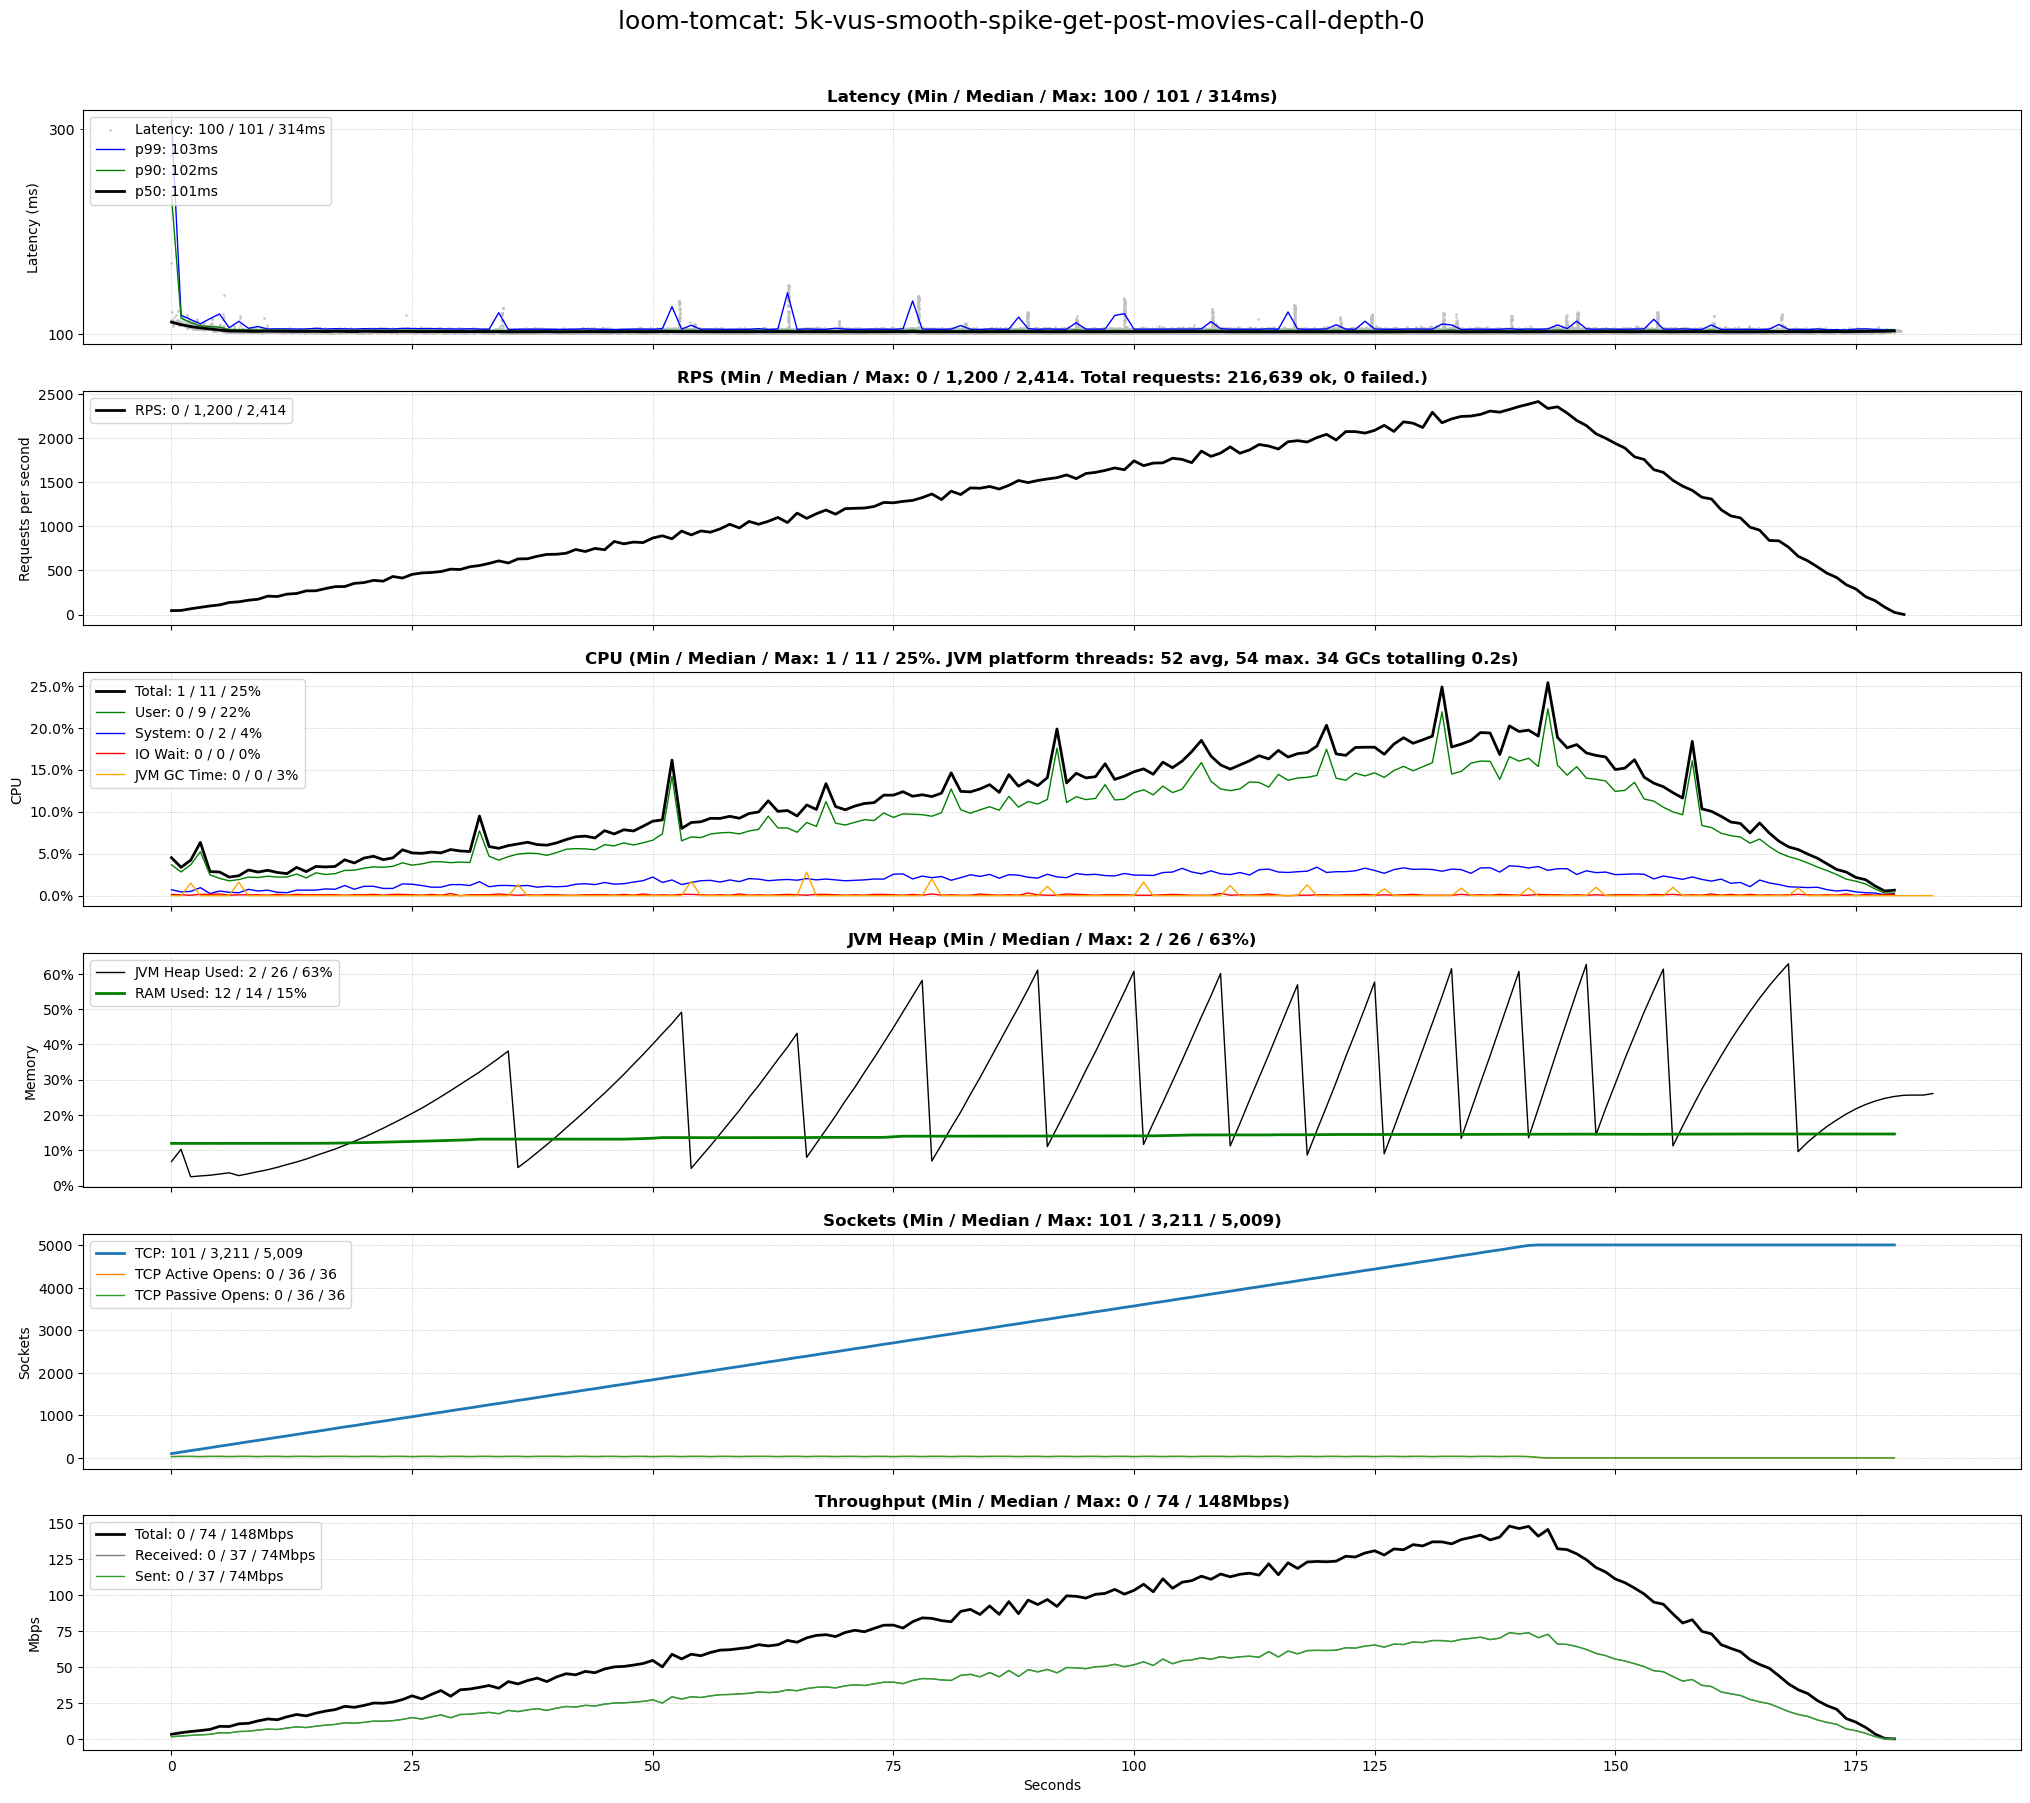 loom-tomcat: 5k-vus-smooth-spike-get-post-movies-call-depth-0
Latency (Min / Median / Max: 100 / 101 / 314ms)
Latency: 100 / 101 / 314ms
p99: 103ms
p90: 102ms
p50: 101ms
300
100
Latency (ms)
RPS (Min / Median / Max: 0 / 1,200 / 2,414. Total requests: 216,639 ok, 0 failed.)
RPS: 0 / 1,200 / 2,414
2500
2000
1500
1000
500
0
Requests per second
CPU (Min / Median / Max: 1 / 11 / 25%. JVM platform threads: 52 avg, 54 max. 34 GCs totalling 0.2s)
Total: 1 / 11 / 25%
User: 0 / 9 / 22%
System: 0 / 2 / 4%
IO Wait: 0 / 0 / 0%
JVM GC Time: 0 / 0 / 3%
25.0%
20.0%
15.0%
10.0%
5.0%
0.0%
CPU
JVM Heap (Min / Median / Max: 2 / 26 / 63%)
JVM Heap Used: 2 / 26 / 63%
RAM Used: 12 / 14 / 15%
60%
50%
40%
30%
20%
10%
0%
Memory
Sockets (Min / Median / Max: 101 / 3,211 / 5,009)
TCP: 101 / 3,211 / 5,009
TCP Active Opens: 0 / 36 / 36
TCP Passive Opens: 0 / 36 / 36
5000
4000
3000
2000
1000
0
Sockets
Throughput (Min / Median / Max: 0 / 74 / 148Mbps)
Total: 0 / 74 / 148Mbps
Received: 0 / 37 / 74Mbps
Sent: 0 / 37 / 74Mbps
150
125
100
75
50
25
0
Mbps
0 25 50 75 100 125 150 175
Seconds